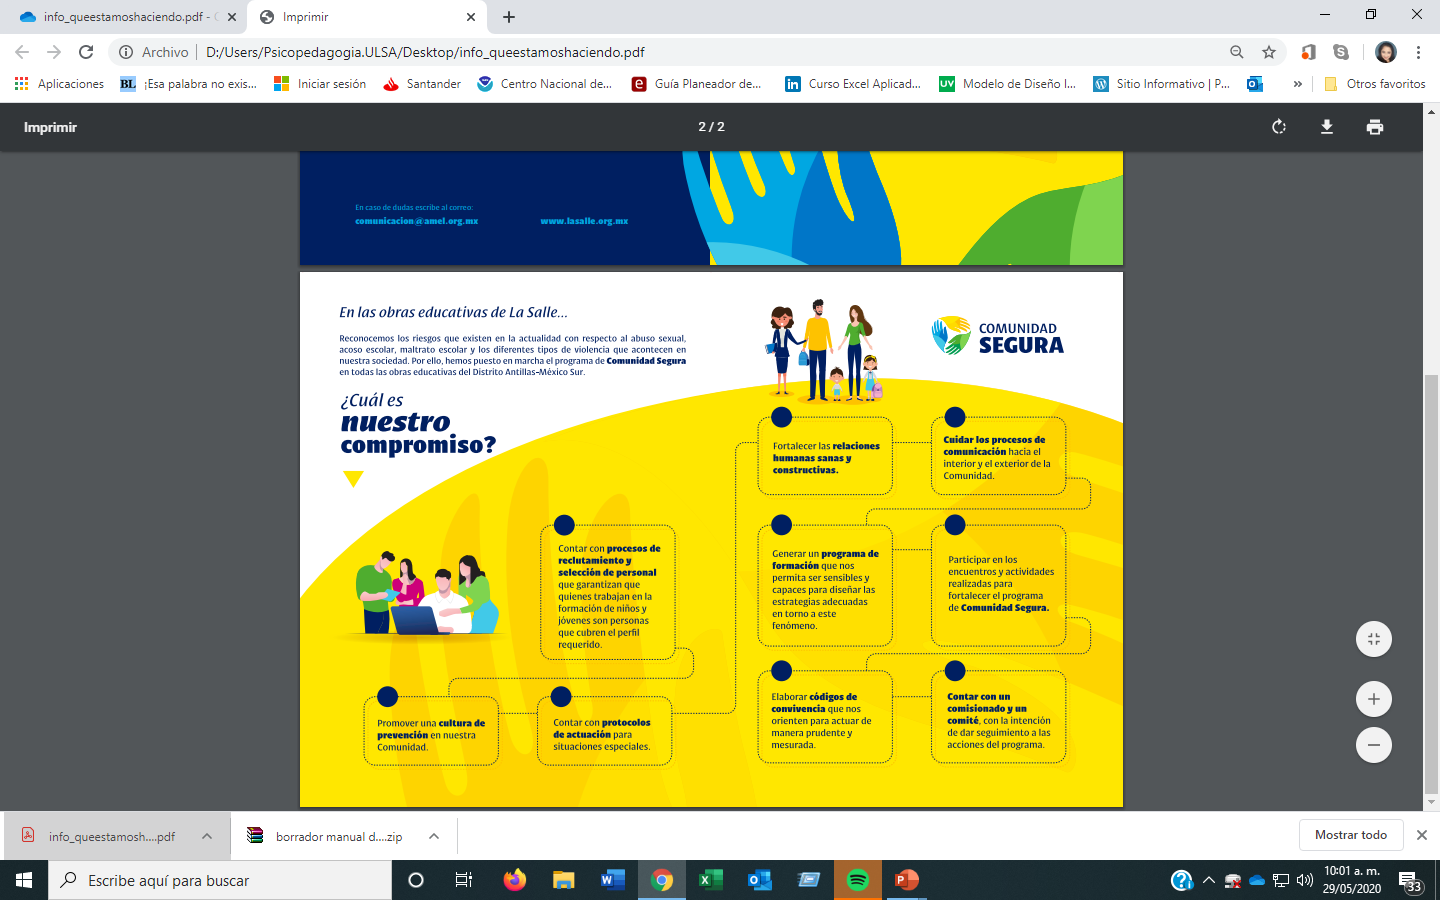 info_queestamoshaciendo.pdf - C
Imprimir
Archivo
D:/Users/Psicopedagogia.ULSA/Desktop/info_queestamoshaciendo.pdf
Aplicaciones
BL
¡Esa palabra no exis...
Iniciar sesión
Santander
Centro Nacional de...
e
Guía Planeador de...
in
Curso Excel Aplicad...
UV
Modelo de Diseño I...
Sitio Informativo | P...
»
Otros favoritos
Imprimir
2 / 2
En caso de dudas escribe al correo:
comunicacion@amel.org.mx
www.lasalle.org.mx
En las obras educativas de La Salle...
Reconocemos los riesgos que existen en la actualidad con respecto al abuso sexual,
acoso escolar, maltrato escolar y los diferentes tipos de violencia que acontecen en
nuestra sociedad. Por ello, hemos puesto en marcha el programa de Comunidad Segura
en todas las obras educativas del Distrito Antillas-México Sur.
COMUNIDAD
SEGURA
¿Cuál es
nuestro
compromiso?
Contar con procesos de
reclutamiento y
selección de personal
que garantizan que
quienes trabajan en la
formación de niños y
jóvenes son personas
que cubren el perfil
requerido.
Promover una cultura de
prevención en nuestra
Comunidad.
Contar con protocolos
de actuación para
situaciones especiales.
Fortalecer las relaciones
humanas sanas y
constructivas.
Cuidar los procesos de
comunicación hacia el
interior y el exterior de la
Comunidad.
Generar un programa de
formación que nos
permita ser sensibles y
capaces para diseñar las
estrategias adecuadas
en torno a este
fenómeno.
Participar en los
encuentros y actividades
realizadas para
fortalecer el programa
de Comunidad Segura.
Elaborar códigos de
convivencia que nos
orienten para actuar de
manera prudente y
mesurada.
Contar con un
comisionado y un
comité, con la intención
de dar seguimiento a las
acciones del programa.
info_queestamosh....pdf
borrador manual d....zip
Mostrar todo
Escribe aquí para buscar
10:01 a. m.
29/05/2020
33